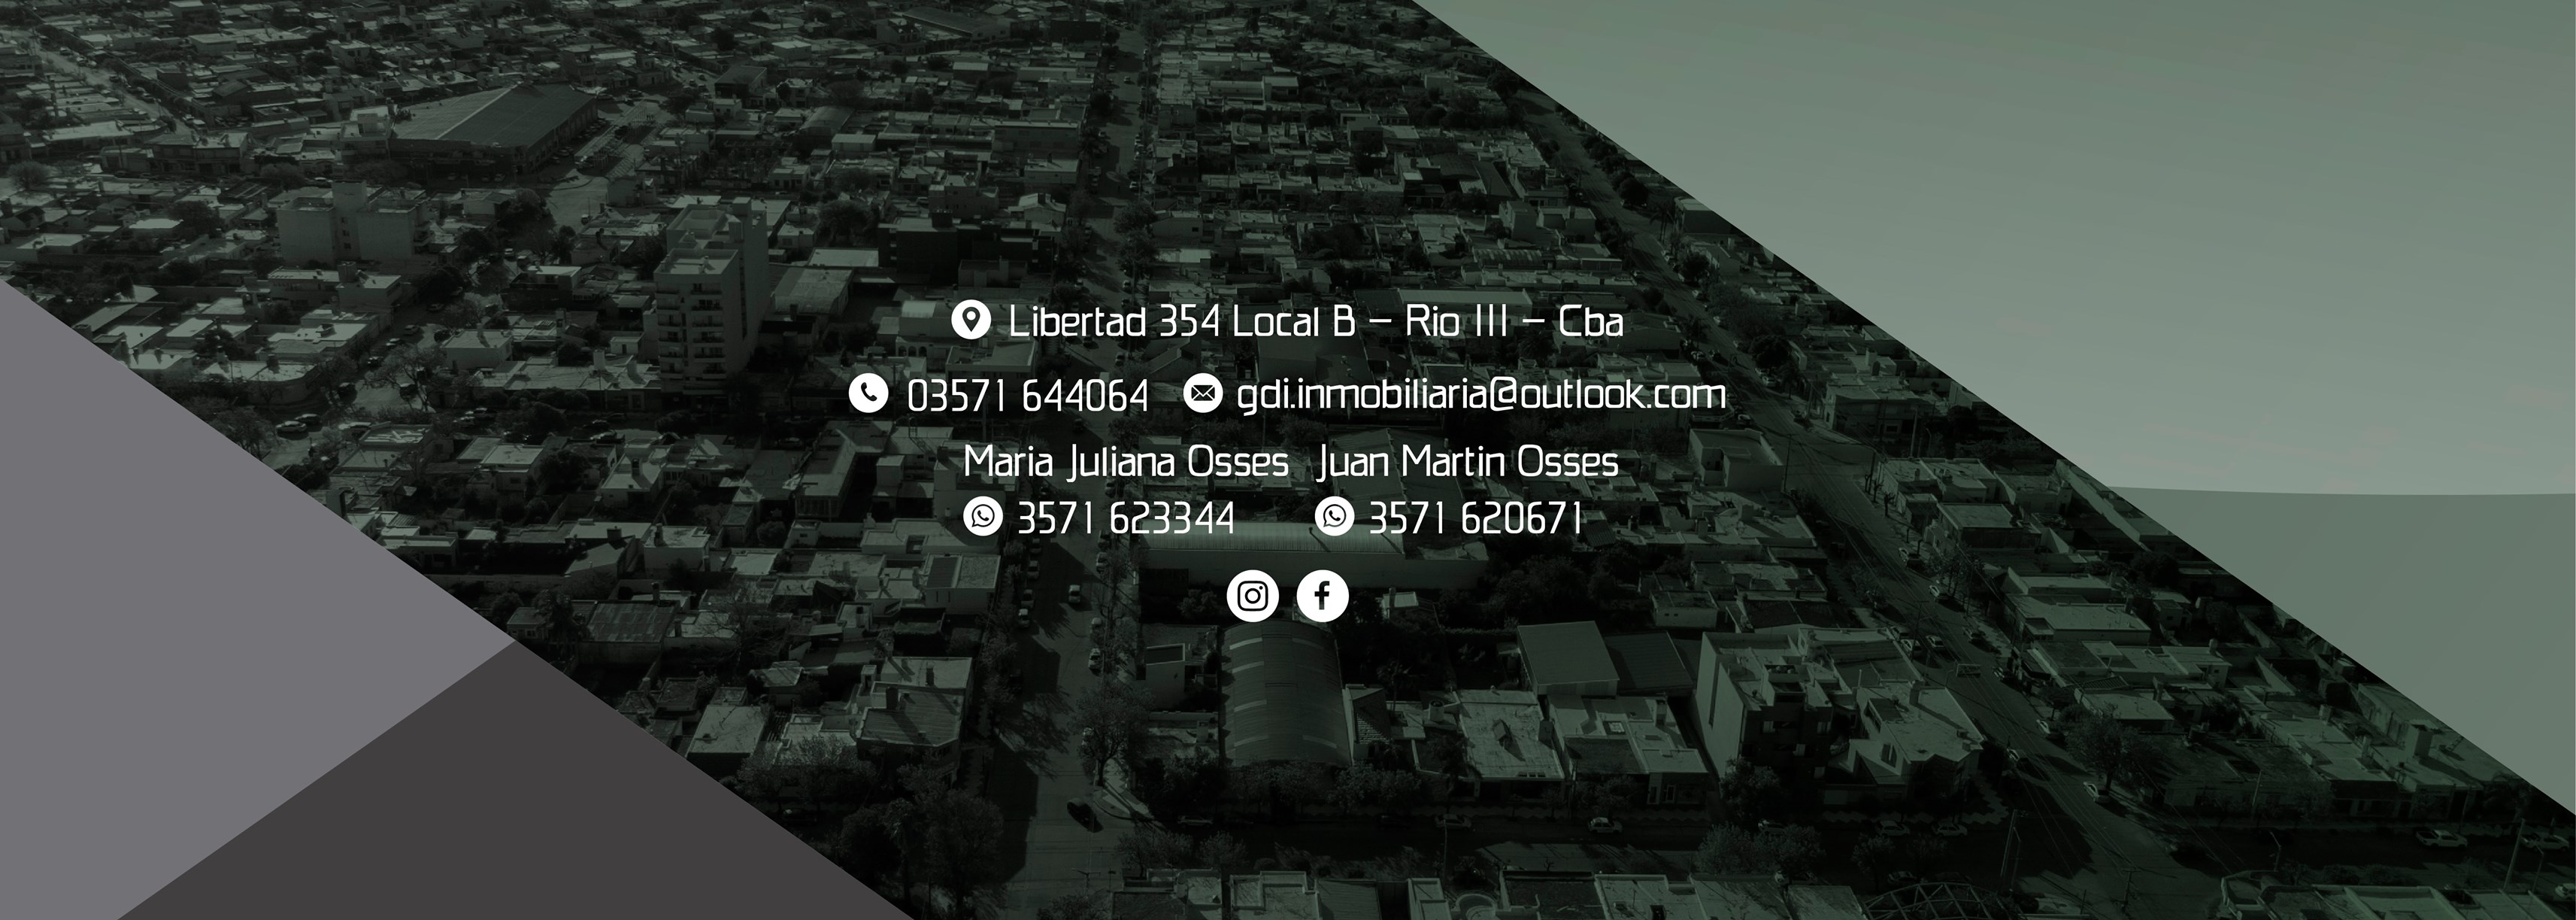 Libertad 354 Local B – Rio III – Cba
03571 644064 gdi.inmobiliaria@outlook.com
Maria Juliana Osses Juan Martin Osses
3571 623344 3571 620671